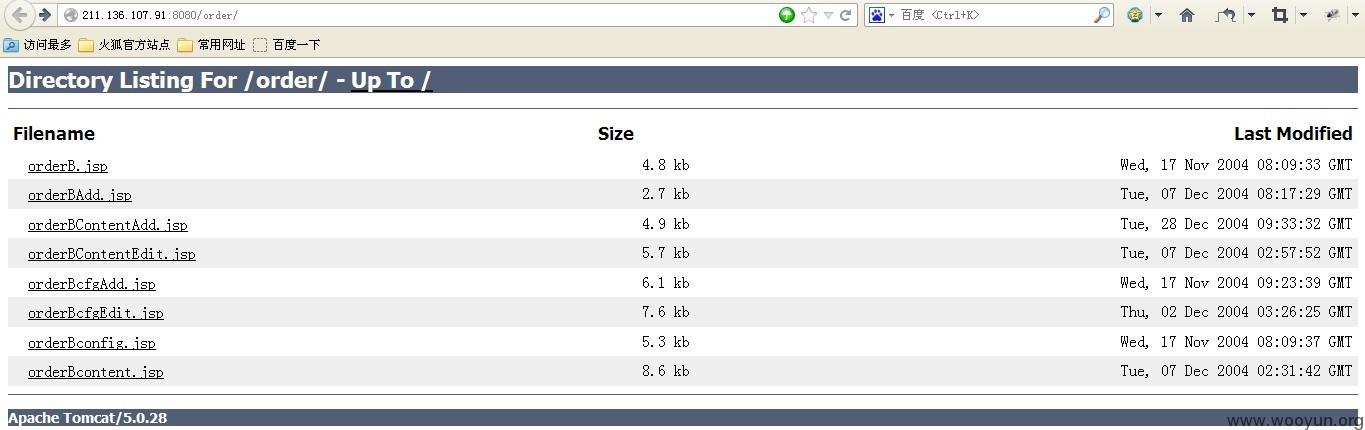 211.136.107.91:8080/order/
百度 <Ctrl+K>
访问最多 火狐官方站点 常用网址 百度一下
Directory Listing For /order/ - Up To /
Filename Size Last Modified
orderB.jsp 4.8 kb Wed, 17 Nov 2004 08:09:33 GMT
orderBAdd.jsp 2.7 kb Tue, 07 Dec 2004 08:17:29 GMT
orderBContentAdd.jsp 4.9 kb Tue, 28 Dec 2004 09:33:32 GMT
orderBContentEdit.jsp 5.7 kb Tue, 07 Dec 2004 02:57:52 GMT
orderBcfgAdd.jsp 6.1 kb Wed, 17 Nov 2004 09:23:39 GMT
orderBcfgEdit.jsp 7.6 kb Thu, 02 Dec 2004 03:26:25 GMT
orderBconfig.jsp 5.3 kb Wed, 17 Nov 2004 08:09:37 GMT
orderBcontent.jsp 8.6 kb Tue, 07 Dec 2004 02:31:42 GMT
Apache Tomcat/5.0.28
www.wooyun.org